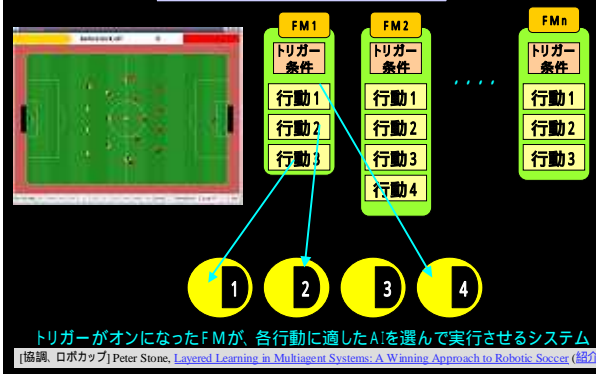 FM1
トリガー
条件
行動1
行動2
行動3
FM2
トリガー
条件
行動1
行動2
行動3
行動4
....
FMn
トリガー
条件
行動1
行動2
行動3
1
2
3
4
トリガーがオンになったFMが、各行動に適したAIを選んで実行させるシステム
[協調、ロボカップ] Peter Stone, Layered Learning in Multiagent Systems: A Winning Approach to Robotic Soccer (紹介